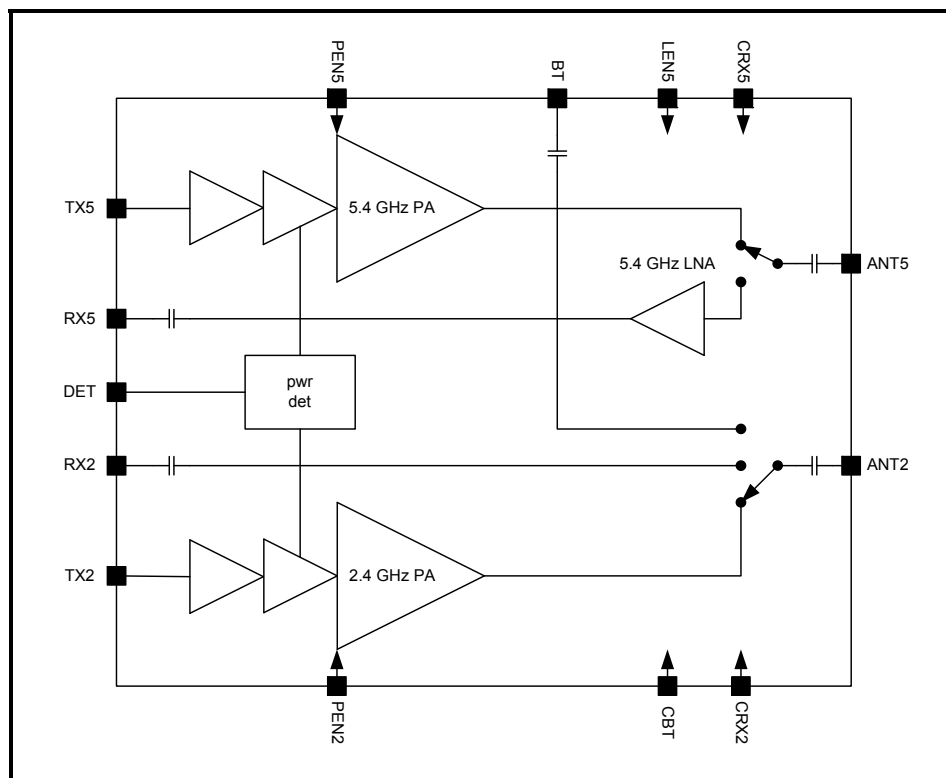 PEN5
BT
LEN5
CRX5
TX5
5.4 GHz PA
5.4 GHz LNA
ANT5
RX5
DET
pwr
det
RX2
ANT2
TX2
2.4 GHz PA
PEN2
CBT
CRX2